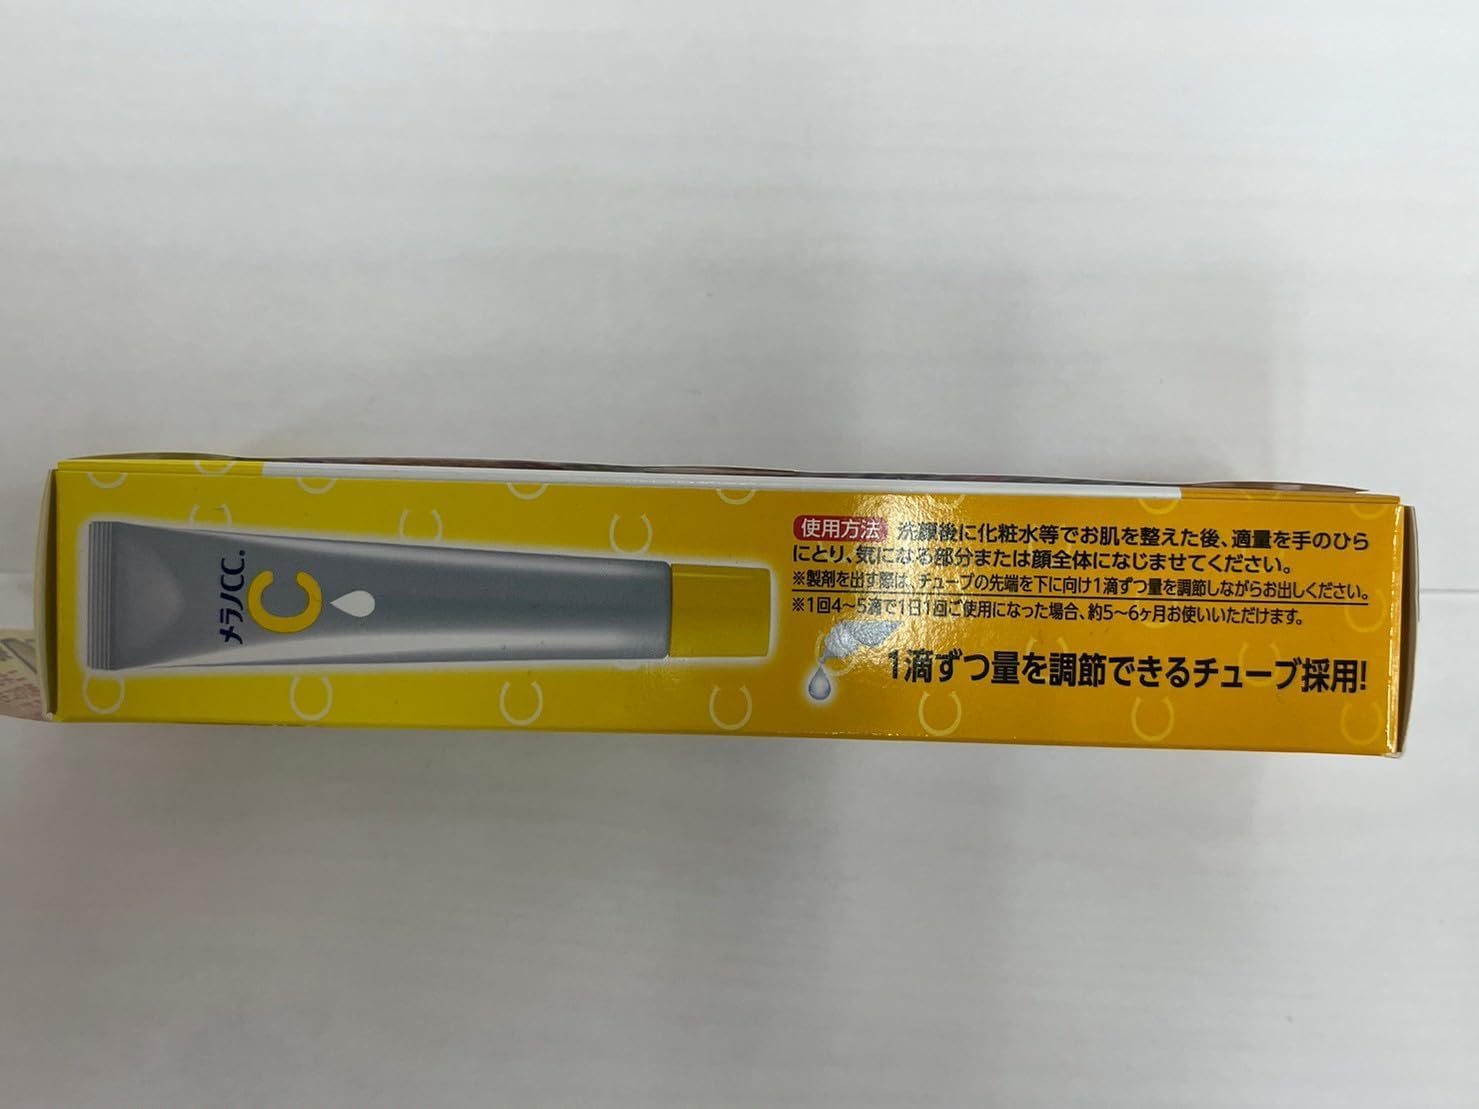 メラノCC.
C
使用方法 洗顔後に化粧水等でお肌を整えた後、適量を手のひら
にとり、気になる部分または顔全体になじませてください。
※製剤を出す際は、チューブの先端を下に向け1滴ずつ量を調節しながらお出しください。
※1回4～5滴で1日1回ご使用になった場合、約5～6ヶ月お使いいただけます。
1滴ずつ量を調節できるチューブ採用!